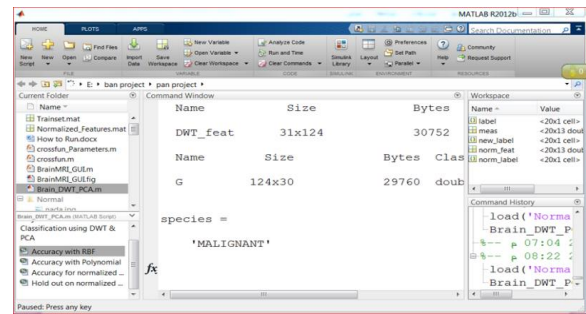 MATLAB R2012b
HOME PLOTS APPS
Search Documentation
New Script
New
Open
Find Files
Compare
Import Data
Save Workspace
New Variable
Open Variable
Clear Workspace
Analyze Code
Run and Time
Clear Commands
Simulink Library
Layout
Preferences
Set Path
Parallel
Help
Community
Request Support
FILE VARIABLE CODE SIMULINK ENVIRONMENT RESOURCES
E: ban project pan project
Current Folder
Name
Trainset.mat
Normalized_Features.mat
How to Run.docx
crossfun_Parameters.m
crossfun.m
BrainMRI_GUI.m
BrainMRI_GUI.fig
Brain_DWT_PCA.m
Normal
Brain_DWT_PCA.m (MATLAB Script)
Classification using DWT &
PCA
Accuracy with RBF
Accuracy with Polynomial
Accuracy for normalized ...
Hold out on normalized ...
Command Window
Name Size Bytes
DWT_feat 31x124 30752
Name Size Bytes Clas
G 124x30 29760 doub
species =
'MALIGNANT'
fx
Workspace
Name Value
label <20x1 cell>
meas <20x13 doub
new_label <20x1 cell>
norm_feat <20x13 doub
norm_label <20x1 cell>
Command History
load('Norma
Brain_DWT_P
%-- م 07:04 2
%-- م 08:22 2
load('Norma
Brain_DWT_P
Paused: Press any key